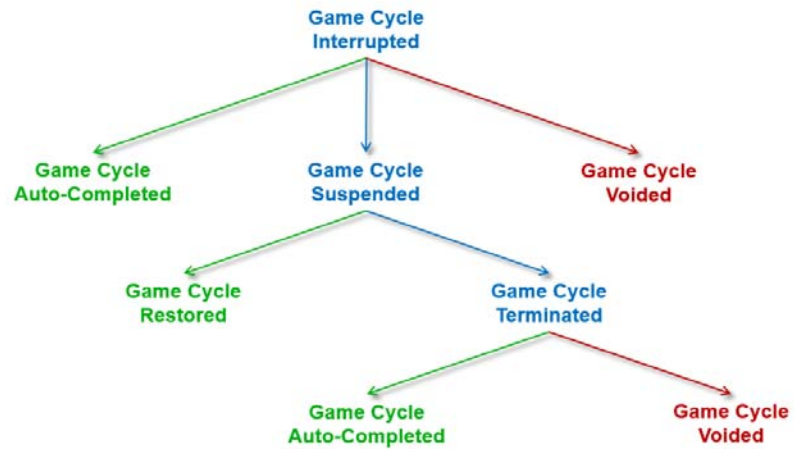 Game Cycle
Interrupted
Game Cycle
Auto-Completed
Game Cycle
Suspended
Game Cycle
Voided
Game Cycle
Restored
Game Cycle
Terminated
Game Cycle
Auto-Completed
Game Cycle
Voided